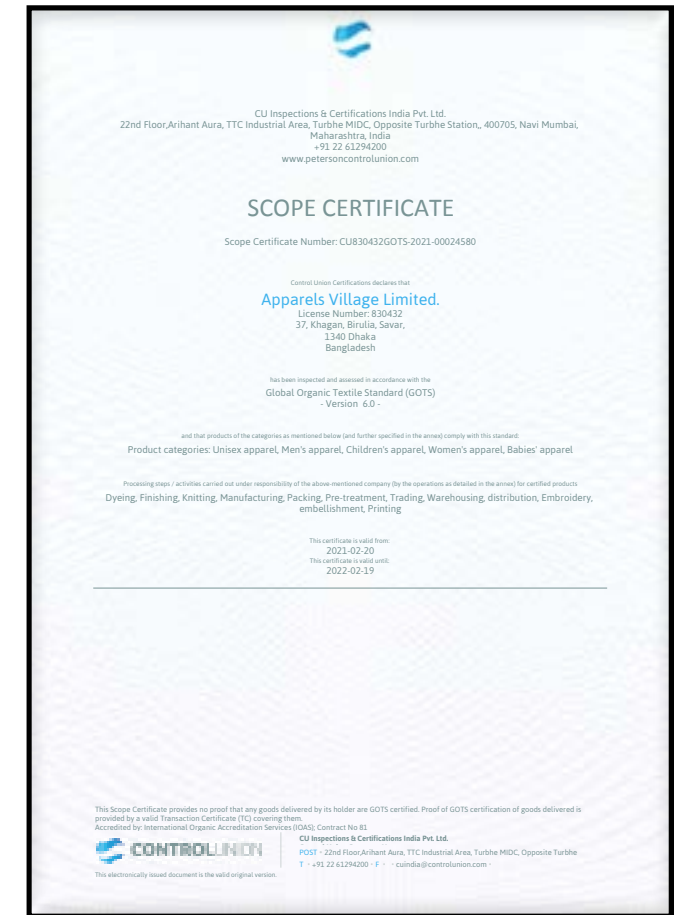 CU Inspections & Certifications India Pvt. Ltd.
22nd Floor,Arihant Aura, TTC Industrial Area, Turbhe MIDC, Opposite Turbhe Station,, 400705, Navi Mumbai,
Maharashtra, India
+91 22 61294200
www.petersoncontrolunion.com
SCOPE CERTIFICATE
Scope Certificate Number: CU830432GOTS-2021-00024580
Control Union Certifications declares that
Apparels Village Limited.
License Number: 830432
37, Khagan, Birulia, Savar,
1340 Dhaka
Bangladesh
has been inspected and assessed in accordance with the
Global Organic Textile Standard (GOTS)
- Version 6.0 -
and that products of the categories as mentioned below (and further specified in the annex) comply with this standard:
Product categories: Unisex apparel, Men's apparel, Children's apparel, Women's apparel, Babies' apparel
Processing steps / activities carried out under responsibility of the above-mentioned company (by the operations as detailed in the annex) for certified products
Dyeing, Finishing, Knitting, Manufacturing, Packing, Pre-treatment, Trading, Warehousing, distribution, Embroidery,
embellishment, Printing
This certificate is valid from:
2021-02-20
This certificate is valid until:
2022-02-19
This Scope Certificate provides no proof that any goods delivered by its holder are GOTS certified. Proof of GOTS certification of goods delivered is
provided by a valid Transaction Certificate (TC) covering them.
Accredited by: International Organic Accreditation Services (IOAS); Contract No 81
CONTROLUNION
CU Inspections & Certifications India Pvt. Ltd.
POST • 22nd Floor,Arihant Aura, TTC Industrial Area, Turbhe MIDC, Opposite Turbhe
T • +91 22 61294200 • F • • cuindia@controlunion.com •
This electronically issued document is the valid original version.